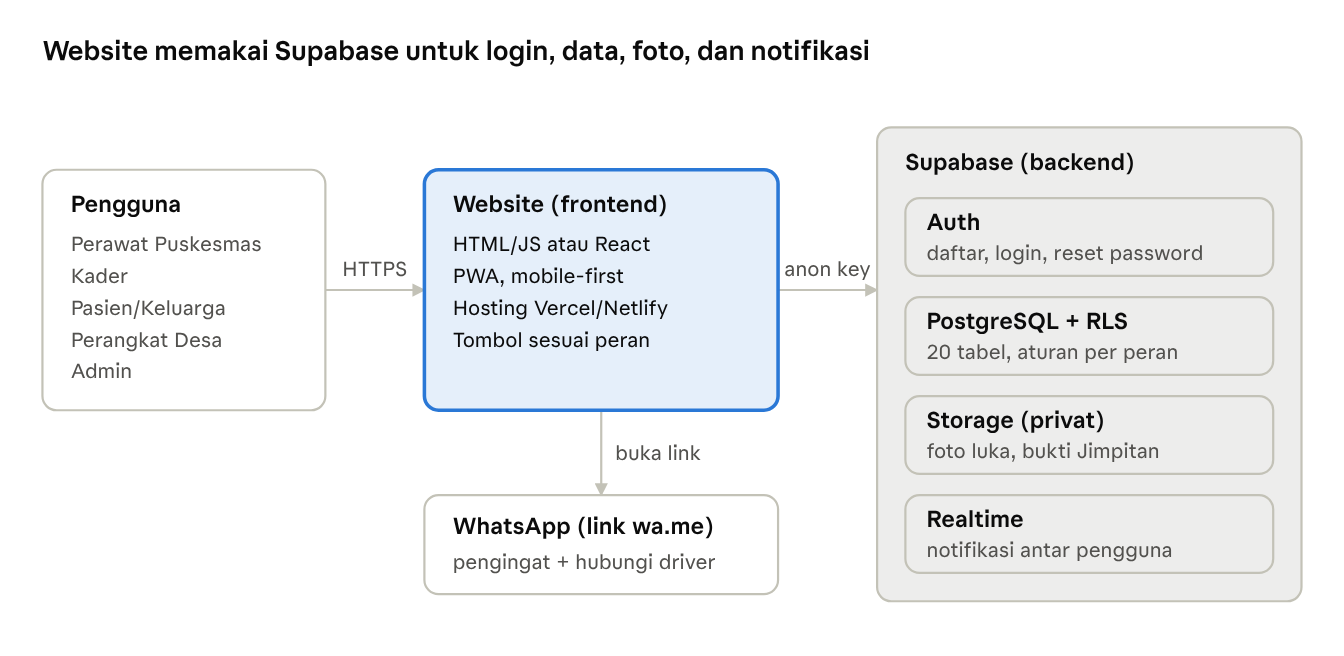 Website memakai Supabase untuk login, data, foto, dan notifikasi
Pengguna
Perawat Puskesmas
Kader
Pasien/Keluarga
Perangkat Desa
Admin
HTTPS
Website (frontend)
HTML/JS atau React
PWA, mobile-first
Hosting Vercel/Netlify
Tombol sesuai peran
anon key
buka link
WhatsApp (link wa.me)
pengingat + hubungi driver
Supabase (backend)
Auth
daftar, login, reset password
PostgreSQL + RLS
20 tabel, aturan per peran
Storage (privat)
foto luka, bukti Jimpitan
Realtime
notifikasi antar pengguna